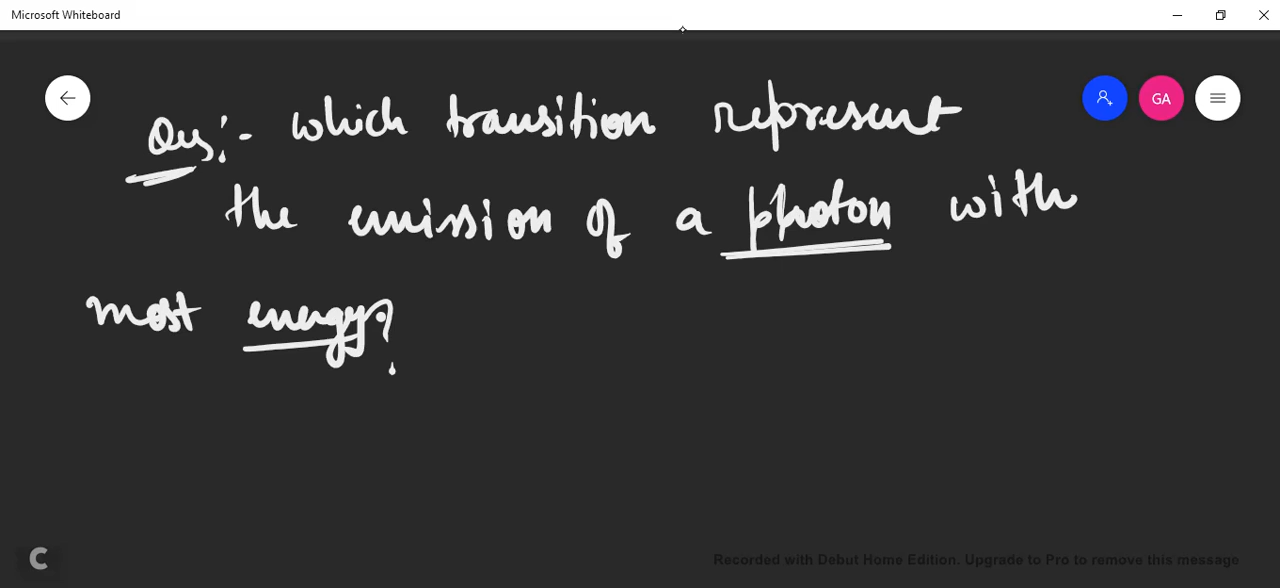 Microsoft Whiteboard
GA
Qus:- which transition represent
the emission of a photon with
most energy?
C
Recorded with Debut Home Edition. Upgrade to Pro to remove this message